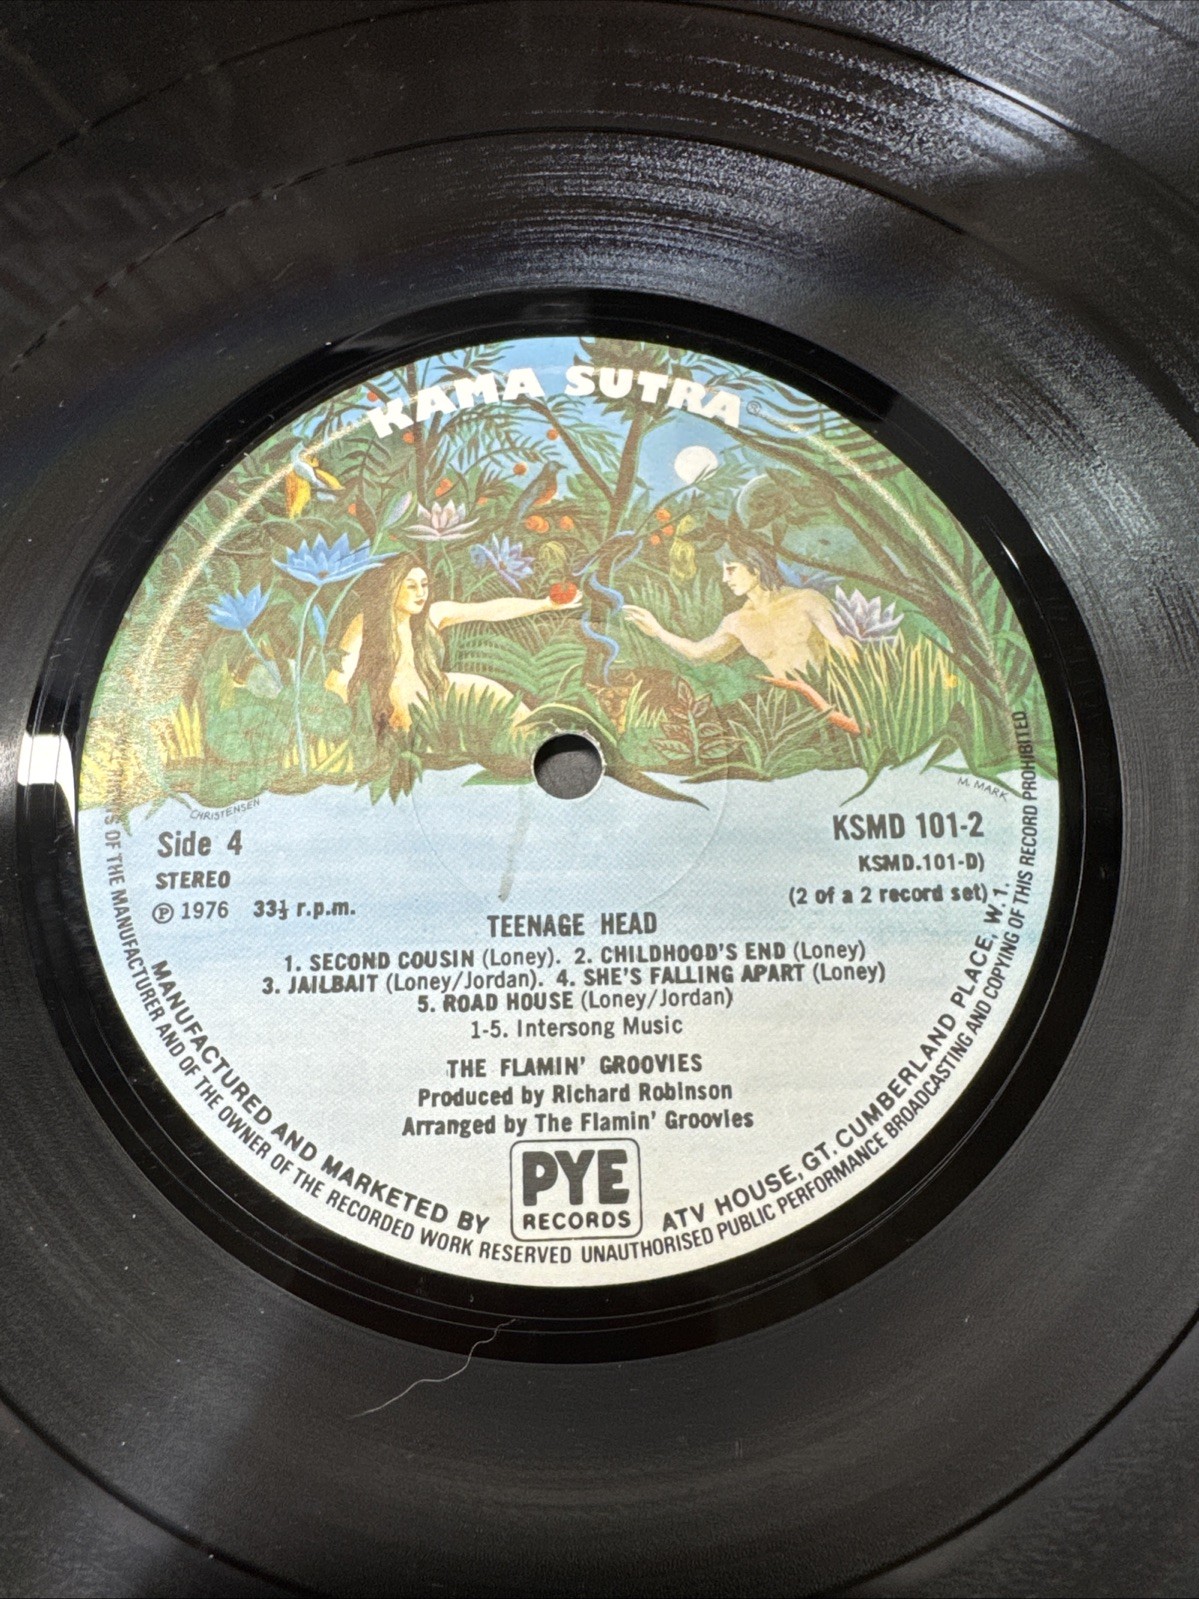 KAMA SUTRA®
CHRISTENSEN
M. MARK
Side 4
STEREO
℗ 1976 33⅓ r.p.m.
KSMD 101-2
KSMD.101-D)
(2 of a 2 record set)
TEENAGE HEAD
1. SECOND COUSIN (Loney). 2. CHILDHOOD'S END (Loney)
3. JAILBAIT (Loney/Jordan). 4. SHE'S FALLING APART (Loney)
5. ROAD HOUSE (Loney/Jordan)
1-5. Intersong Music
THE FLAMIN' GROOVIES
Produced by Richard Robinson
Arranged by The Flamin' Groovies
PYE
RECORDS
MANUFACTURED AND MARKETED BY
ATV HOUSE, GT. CUMBERLAND PLACE, W.1.
OF THE MANUFACTURER AND OF THE OWNER OF THE RECORDED WORK RESERVED UNAUTHORISED PUBLIC PERFORMANCE BROADCASTING AND COPYING OF THIS RECORD PROHIBITED